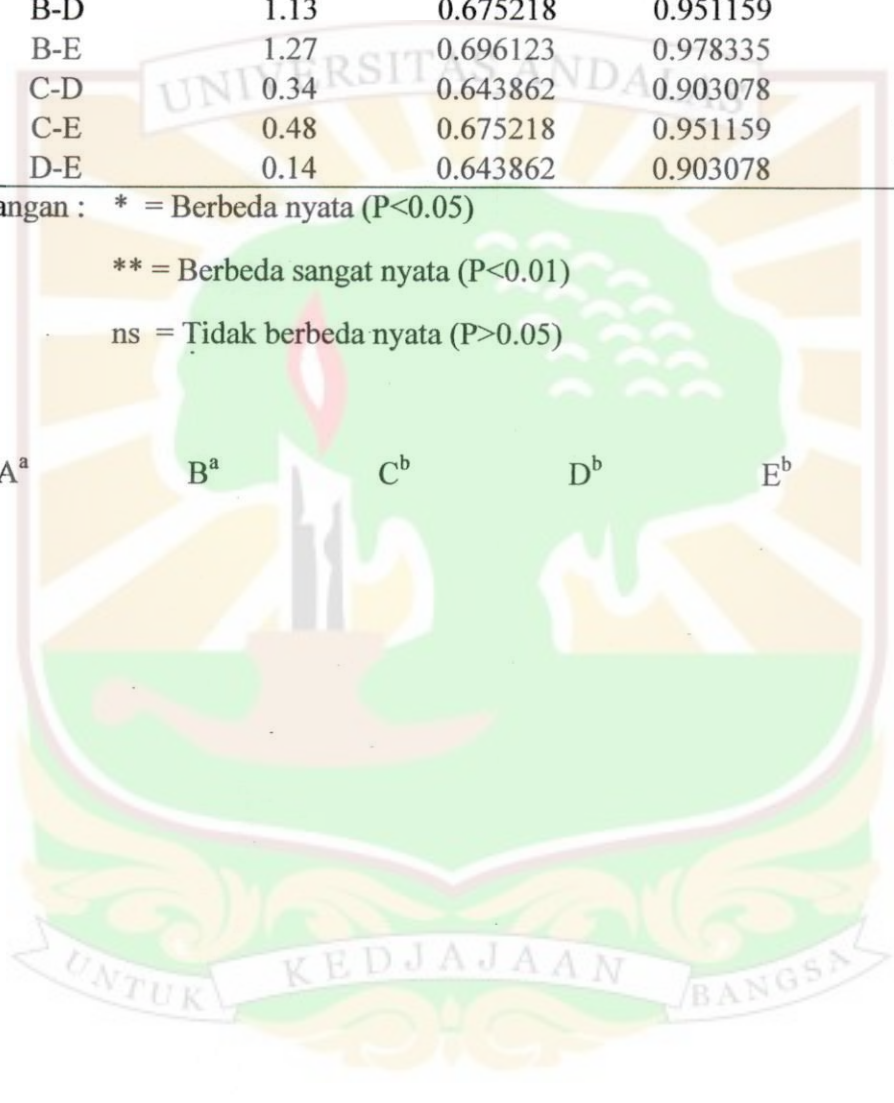 B-D 1.13 0.675218 0.951159
B-E 1.27 0.696123 0.978335
C-D 0.34 0.643862 0.903078
C-E 0.48 0.675218 0.951159
D-E 0.14 0.643862 0.903078
angan : * = Berbeda nyata (P<0.05)
** = Berbeda sangat nyata (P<0.01)
ns = Tidak berbeda nyata (P>0.05)
Aᵃ Bᵃ Cᵇ Dᵇ Eᵇ
UNIVERSITAS ANDALAS
UNTUK KEDJAJAAN BANGSA